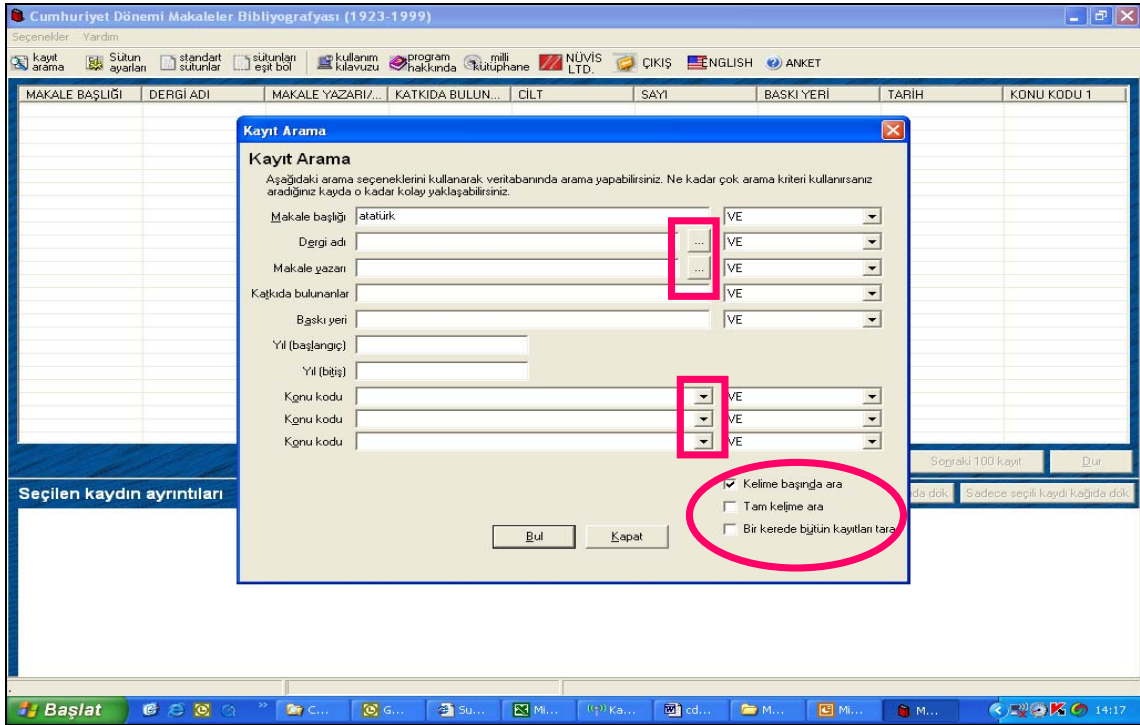 Cumhuriyet Dönemi Makaleler Bibliyografyası (1923-1999)
Seçenekler Yardım
kayıt arama Sütun ayarları standart sütunlar sütunları eşit böl kullanım kılavuzu program hakkında milli kütüphane NÜVİS LTD. ÇIKIŞ ENGLISH ANKET
MAKALE BAŞLIĞI DERGİ ADI MAKALE YAZARI/... KATKIDA BULUN... CİLT SAYI BASKI YERİ TARİH KONU KODU 1
Kayıt Arama
Kayıt Arama
Aşağıdaki arama seçeneklerini kullanarak veritabanında arama yapabilirsiniz. Ne kadar çok arama kriteri kullanırsanız
aradığınız kayda o kadar kolay yaklaşabilirsiniz.
Makale başlığı atatürk VE
Dergi adı ... VE
Makale yazarı ... VE
Katkıda bulunanlar VE
Baskı yeri VE
Yıl (başlangıç)
Yıl (bitiş)
Konu kodu VE
Konu kodu VE
Konu kodu VE
Sonraki 100 kayıt Dur
Kelime başında ara
Seçilen kaydın ayrıntıları dök Sadece seçili kaydı kağıda dök
Tam kelime ara
Bir kerede bütün kayıtları tara
Bul Kapat
Başlat C... G... Su... Mi... Ka... cd... M... Mi... M... 14:17